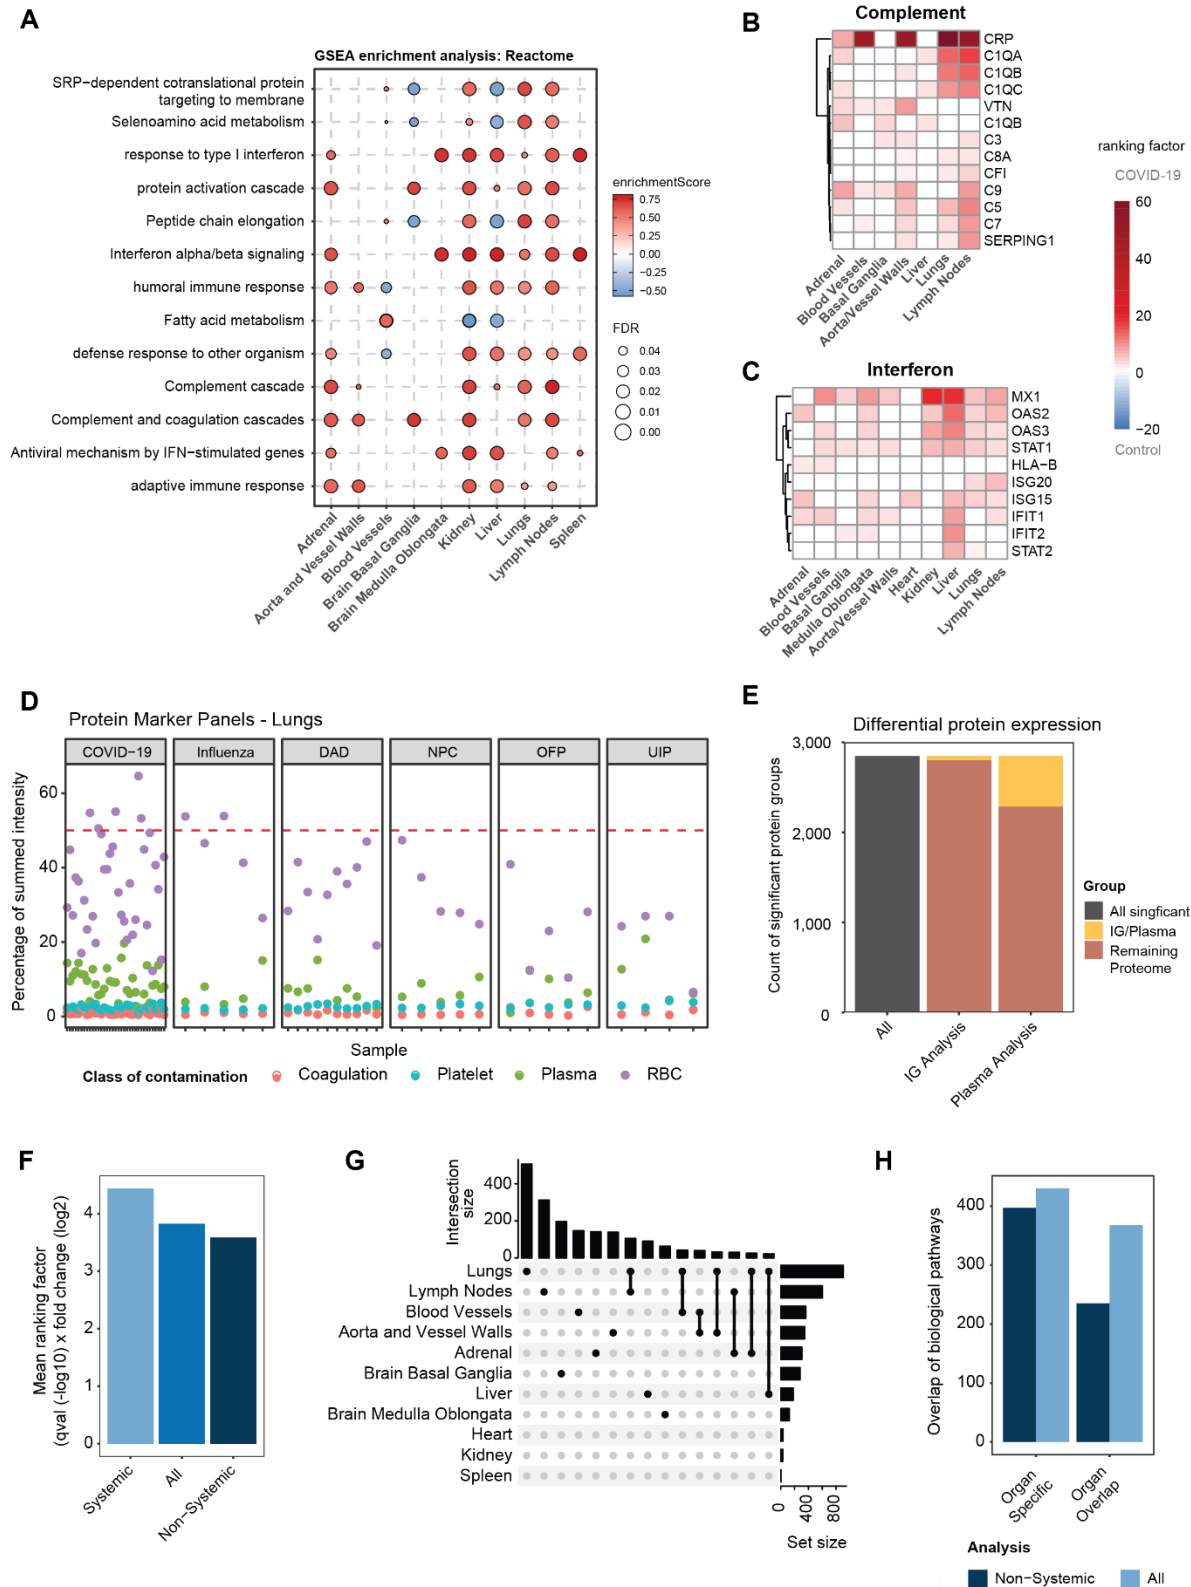 A
GSEA enrichment analysis: Reactome
SRP−dependent cotranslational protein
targeting to membrane
Selenoamino acid metabolism
response to type I interferon
protein activation cascade
Peptide chain elongation
Interferon alpha/beta signaling
humoral immune response
Fatty acid metabolism
defense response to other organism
Complement cascade
Complement and coagulation cascades
Antiviral mechanism by IFN−stimulated genes
adaptive immune response
Adrenal
Aorta and Vessel Walls
Blood Vessels
Brain Basal Ganglia
Brain Medulla Oblongata
Kidney
Liver
Lungs
Lymph Nodes
Spleen
enrichmentScore
0.75
0.50
0.25
0.00
−0.25
−0.50
FDR
0.04
0.03
0.02
0.01
0.00
B
Complement
CRP
C1QA
C1QB
C1QC
VTN
C1QB
C3
C8A
CFI
C9
C5
C7
SERPING1
Adrenal
Blood Vessels
Basal Ganglia
Aorta/Vessel Walls
Liver
Lungs
Lymph Nodes
ranking factor
COVID-19
60
40
20
0
−20
Control
C
Interferon
MX1
OAS2
OAS3
STAT1
HLA−B
ISG20
ISG15
IFIT1
IFIT2
STAT2
Adrenal
Blood Vessels
Basal Ganglia
Medulla Oblongata
Aorta/Vessel Walls
Heart
Kidney
Liver
Lungs
Lymph Nodes
D
Protein Marker Panels - Lungs
COVID−19
Influenza
DAD
NPC
OFP
UIP
Percentage of summed intensity
60
40
20
0
Sample
Class of contamination
Coagulation
Platelet
Plasma
RBC
E
Differential protein expression
Count of significant protein groups
3,000
2,000
1,000
0
All
IG Analysis
Plasma Analysis
Group
All singficant
IG/Plasma
Remaining
Proteome
F
Mean ranking factor
(qval (-log10) x fold change (log2)
4
3
2
1
0
Systemic
All
Non−Systemic
G
Intersection
size
400
200
0
Lungs
Lymph Nodes
Blood Vessels
Aorta and Vessel Walls
Adrenal
Brain Basal Ganglia
Liver
Brain Medulla Oblongata
Heart
Kidney
Spleen
0
400
800
Set size
H
Overlap of biological pathways
400
300
200
100
0
Organ
Specific
Organ
Overlap
Analysis
Non−Systemic
All